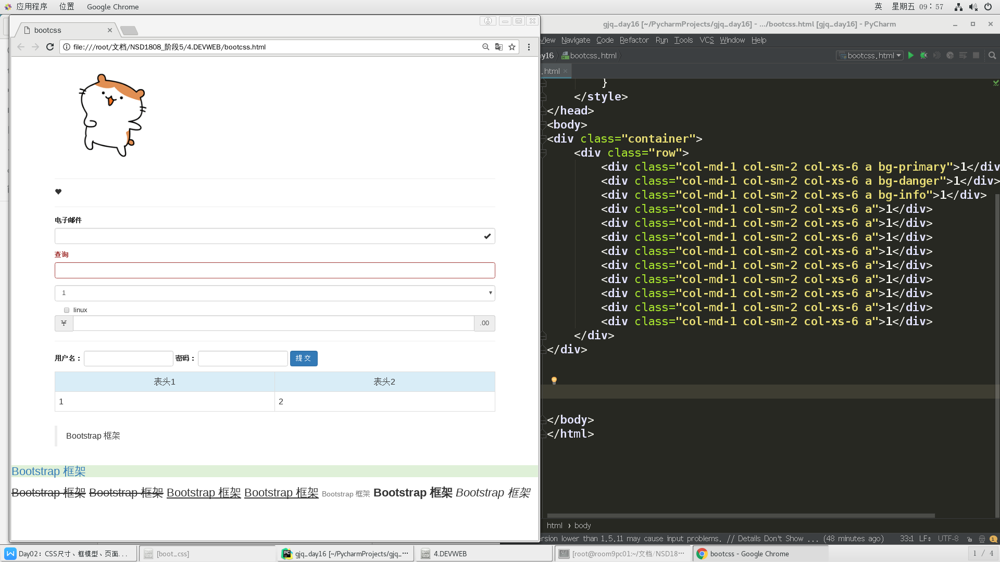 应用程序 位置 Google Chrome 英 星期五 09：57
bootcss
file:///root/文档/NSD1808_阶段5/4.DEVWEB/bootcss.html
电子邮件
查询
1
linux
¥ .00
用户名： 密码： 提 交
表头1 表头2
1 2
Bootstrap 框架
Bootstrap 框架
Bootstrap 框架 Bootstrap 框架 Bootstrap 框架 Bootstrap 框架 Bootstrap 框架 Bootstrap 框架 Bootstrap 框架
gjq_day16 [~/PycharmProjects/gjq_day16] - .../bootcss.html [gjq_day16] - PyCharm
View Navigate Code Refactor Run Tools VCS Window Help
y16 bootcss.html bootcss.html
.html
}
</style>
</head>
<body>
<div class="container">
<div class="row">
<div class="col-md-1 col-sm-2 col-xs-6 a bg-primary">1</div
<div class="col-md-1 col-sm-2 col-xs-6 a bg-danger">1</div>
<div class="col-md-1 col-sm-2 col-xs-6 a bg-info">1</div>
<div class="col-md-1 col-sm-2 col-xs-6 a">1</div>
<div class="col-md-1 col-sm-2 col-xs-6 a">1</div>
<div class="col-md-1 col-sm-2 col-xs-6 a">1</div>
<div class="col-md-1 col-sm-2 col-xs-6 a">1</div>
<div class="col-md-1 col-sm-2 col-xs-6 a">1</div>
<div class="col-md-1 col-sm-2 col-xs-6 a">1</div>
<div class="col-md-1 col-sm-2 col-xs-6 a">1</div>
<div class="col-md-1 col-sm-2 col-xs-6 a">1</div>
<div class="col-md-1 col-sm-2 col-xs-6 a">1</div>
</div>
</div>
</body>
</html>
html › body
ersion lower than 1.5.11 may cause input problems. // Details Don't Show ... (48 minutes ago) 33:1 LF UTF-8 1
Day02：CSS尺寸、框模型、页面... [boot_css] gjq_day16 [~/PycharmProjects/gjq_··· 4.DEVWEB [root@room9pc01:~/文档/NSD18··· bootcss - Google Chrome 1 / 4